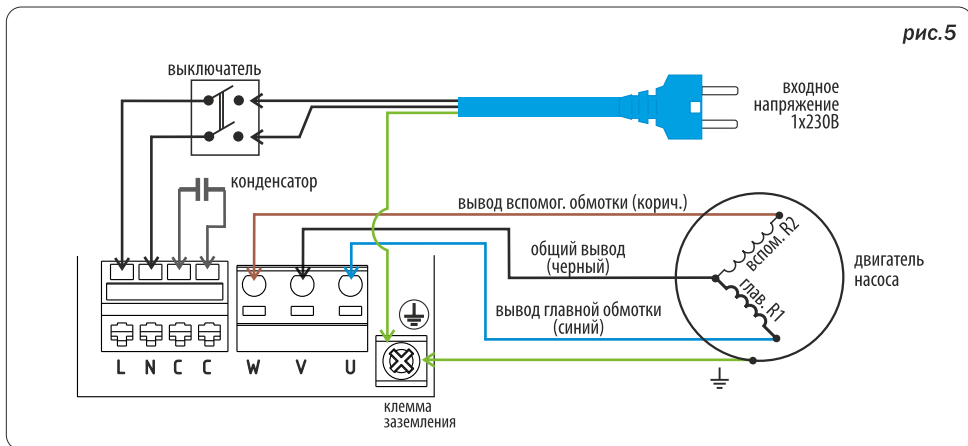 рис.5
выключатель
входное
напряжение
1x230В
конденсатор
вывод вспомог. обмотки (корич.)
общий вывод
(черный)
вспом. R2
глав. R1
двигатель
насоса
вывод главной обмотки
(синий)
L N C C W V U
клемма
заземления